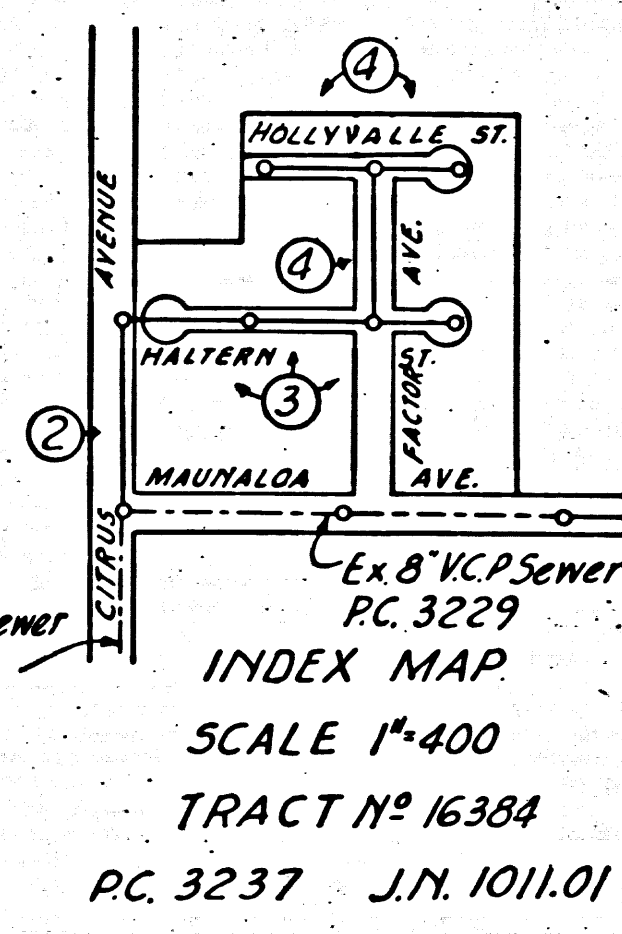 4
HOLLYVALLE ST.
AVENUE
AVE.
4
HALTERN ST.
3
FACTOR
2
MAUNALOA AVE.
CITRUS
Ex. 8" V.C.P Sewer
P.C. 3229
ewer
INDEX MAP.
SCALE 1"=400
TRACT Nº 16384
P.C. 3237 J.N. 1011.01